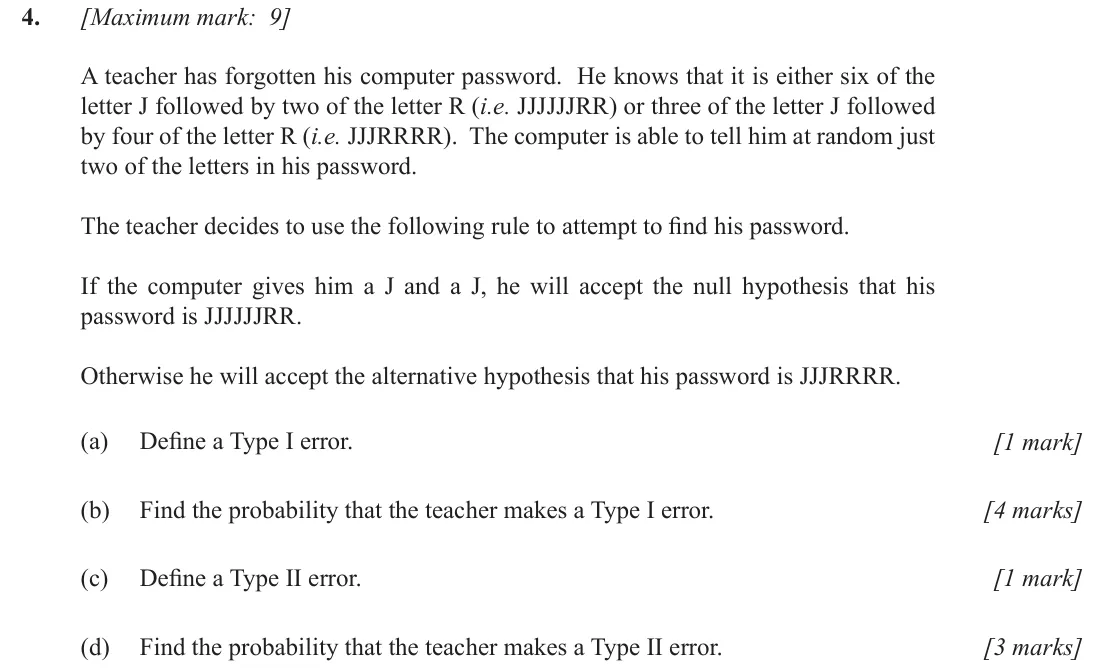 4. [Maximum mark: 9]
A teacher has forgotten his computer password. He knows that it is either six of the
letter J followed by two of the letter R (i.e. JJJJJJRR) or three of the letter J followed
by four of the letter R (i.e. JJJRRRR). The computer is able to tell him at random just
two of the letters in his password.
The teacher decides to use the following rule to attempt to find his password.
If the computer gives him a J and a J, he will accept the null hypothesis that his
password is JJJJJJRR.
Otherwise he will accept the alternative hypothesis that his password is JJJRRRR.
(a) Define a Type I error. [1 mark]
(b) Find the probability that the teacher makes a Type I error. [4 marks]
(c) Define a Type II error. [1 mark]
(d) Find the probability that the teacher makes a Type II error. [3 marks]